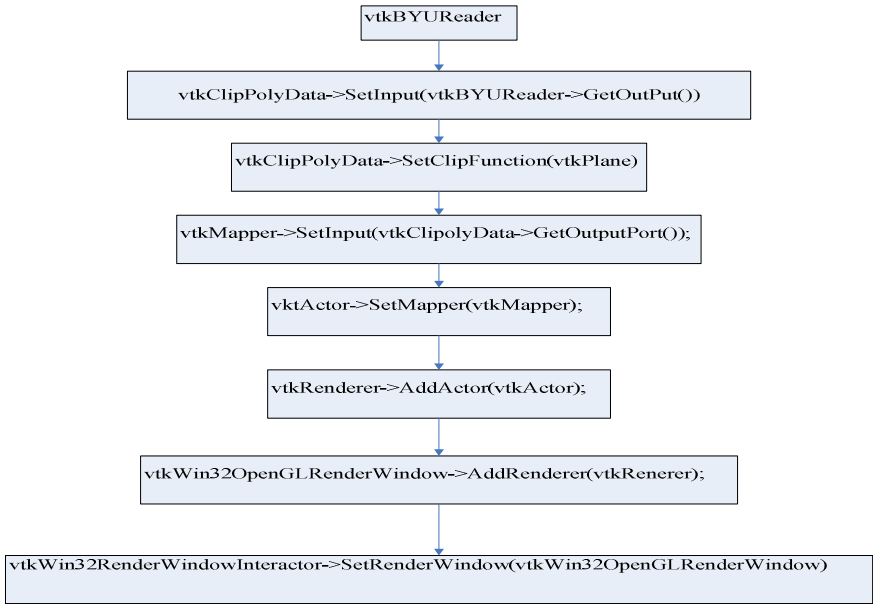 vtkBYUReader
vtkClipPolyData->SetInput(vtkBYUReader->GetOutPut())
vtkClipPolyData->SetClipFunction(vtkPlane)
vtkMapper->SetInput(vtkClipolyData->GetOutputPort());
vktActor->SetMapper(vtkMapper);
vtkRenderer->AddActor(vtkActor);
vtkWin32OpenGLRenderWindow->AddRenderer(vtkRenerer);
vtkWin32RenderWindowInteractor->SetRenderWindow(vtkWin32OpenGLRenderWindow)